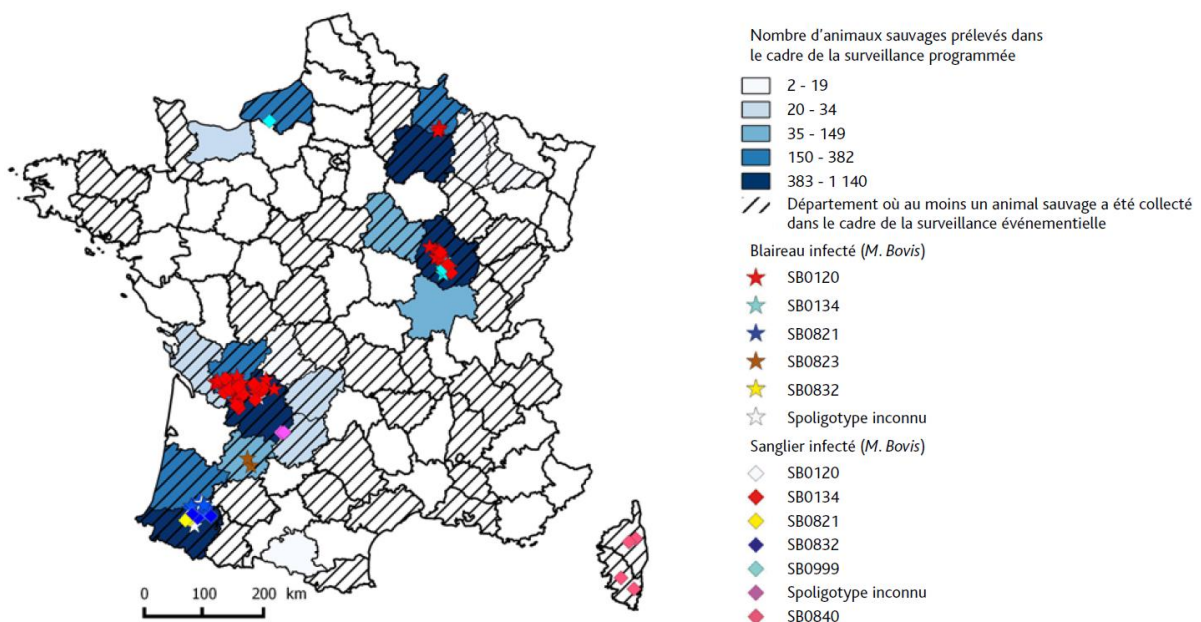 Nombre d'animaux sauvages prélevés dans
le cadre de la surveillance programmée
2 - 19
20 - 34
35 - 149
150 - 382
383 - 1 140
Département où au moins un animal sauvage a été collecté
dans le cadre de la surveillance événementielle
Blaireau infecté (M. Bovis)
SB0120
SB0134
SB0821
SB0823
SB0832
Spoligotype inconnu
Sanglier infecté (M. Bovis)
SB0120
SB0134
SB0821
SB0832
SB0999
Spoligotype inconnu
SB0840
0 100 200 km